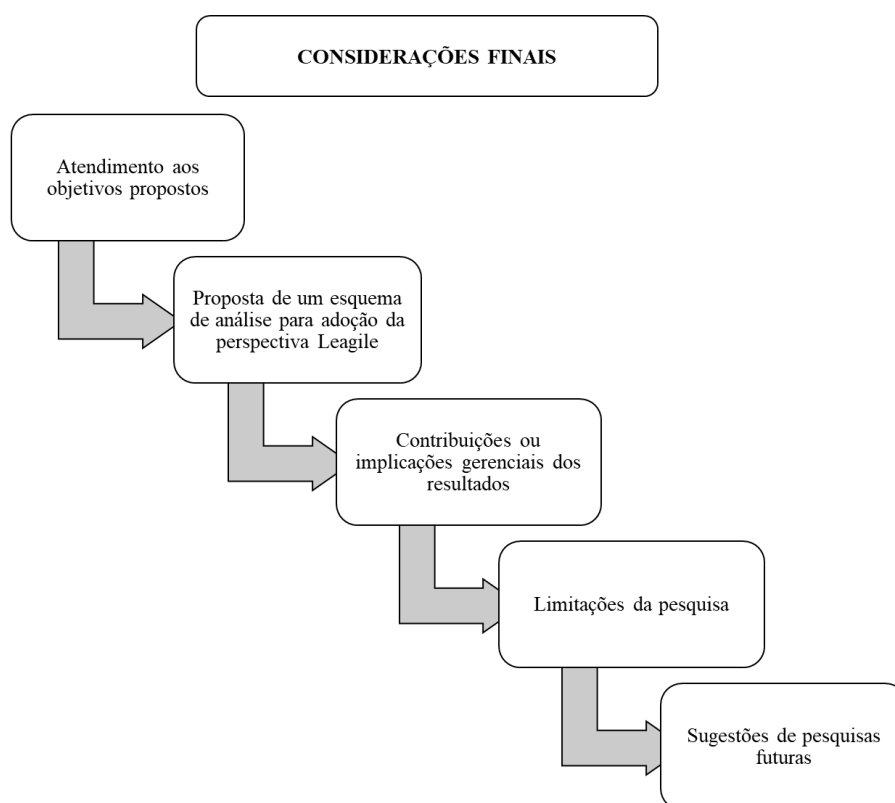 CONSIDERAÇÕES FINAIS
Atendimento aos
objetivos propostos
Proposta de um esquema
de análise para adoção da
perspectiva Leagile
Contribuições ou
implicações gerenciais dos
resultados
Limitações da pesquisa
Sugestões de pesquisas
futuras